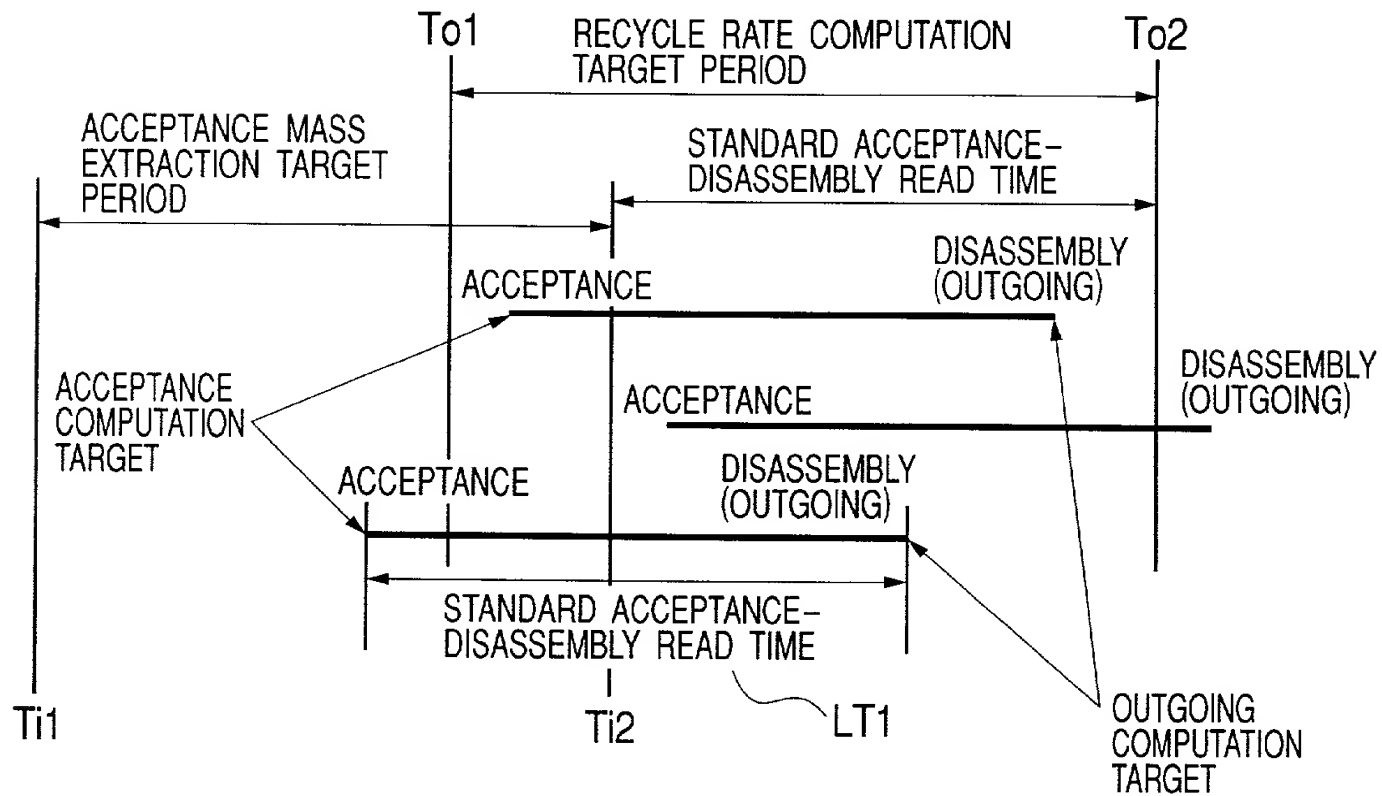 To1
RECYCLE RATE COMPUTATION
TARGET PERIOD
To2
ACCEPTANCE MASS
EXTRACTION TARGET
PERIOD
STANDARD ACCEPTANCE–
DISASSEMBLY READ TIME
ACCEPTANCE
DISASSEMBLY
(OUTGOING)
ACCEPTANCE
COMPUTATION
TARGET
ACCEPTANCE
DISASSEMBLY
(OUTGOING)
ACCEPTANCE
DISASSEMBLY
(OUTGOING)
STANDARD ACCEPTANCE–
DISASSEMBLY READ TIME
Ti1
Ti2
LT1
OUTGOING
COMPUTATION
TARGET